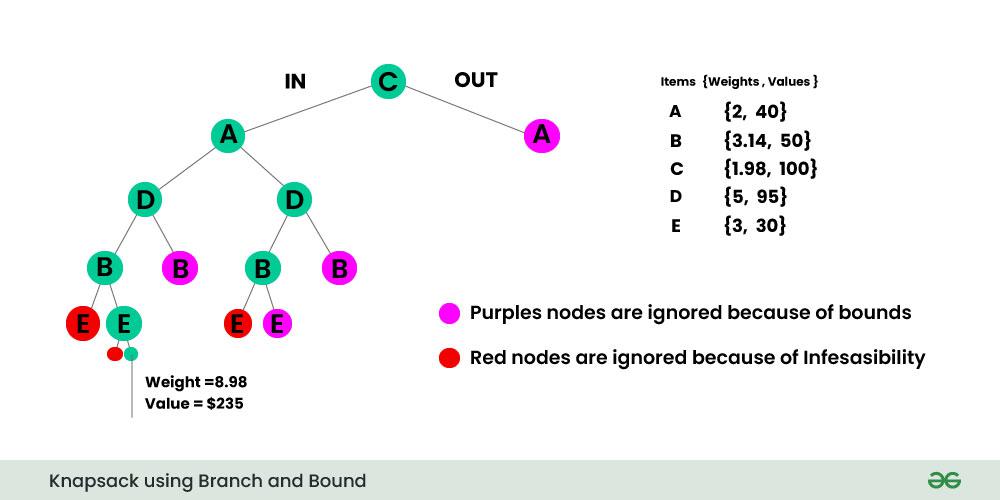 IN
C
OUT
Items {Weights , Values }
A
A
A {2, 40}
B {3.14, 50}
C {1.98, 100}
D
D
D {5, 95}
E {3, 30}
B
B
B
B
E
E
E
E
Purples nodes are ignored because of bounds
Red nodes are ignored because of Infesasibility
Weight =8.98
Value = $235
Knapsack using Branch and Bound